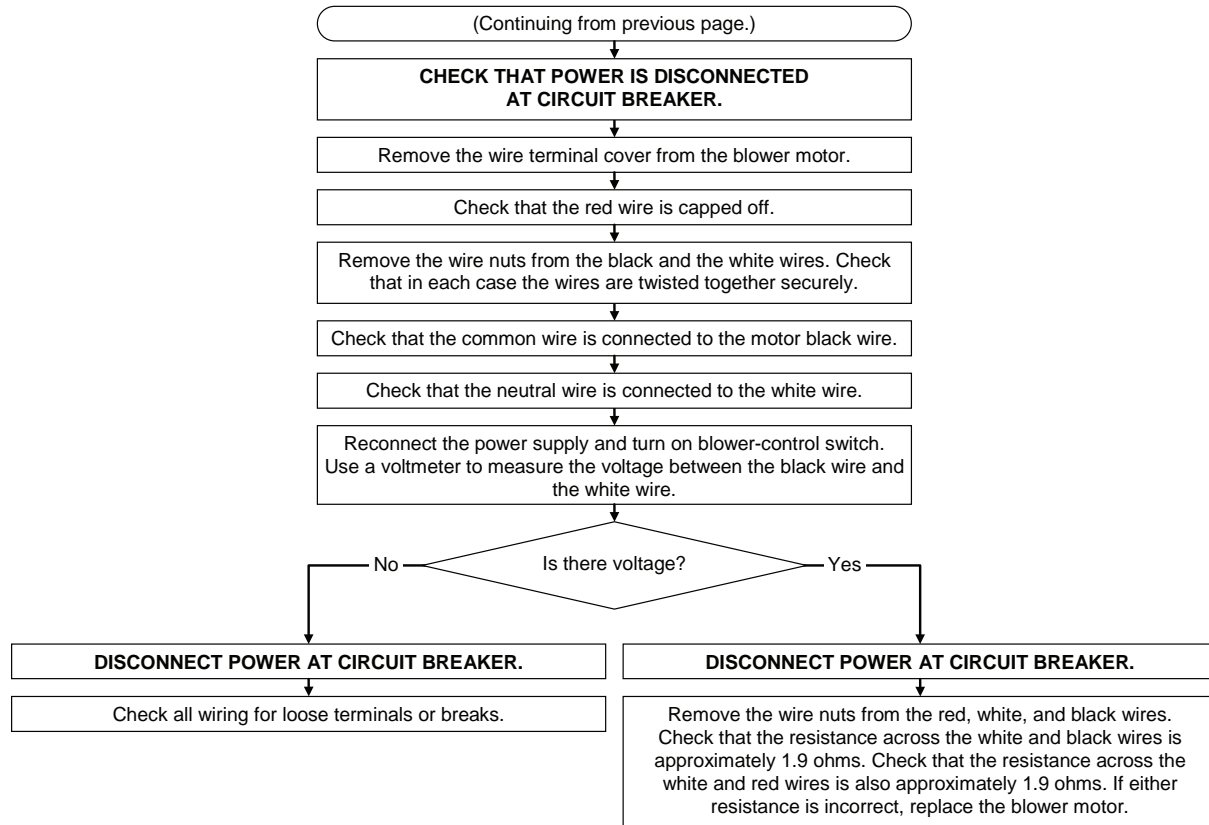 (Continuing from previous page.)
CHECK THAT POWER IS DISCONNECTED
AT CIRCUIT BREAKER.
Remove the wire terminal cover from the blower motor.
Check that the red wire is capped off.
Remove the wire nuts from the black and the white wires. Check
that in each case the wires are twisted together securely.
Check that the common wire is connected to the motor black wire.
Check that the neutral wire is connected to the white wire.
Reconnect the power supply and turn on blower-control switch.
Use a voltmeter to measure the voltage between the black wire and
the white wire.
Is there voltage?
No
Yes
DISCONNECT POWER AT CIRCUIT BREAKER.
Check all wiring for loose terminals or breaks.
DISCONNECT POWER AT CIRCUIT BREAKER.
Remove the wire nuts from the red, white, and black wires.
Check that the resistance across the white and black wires is
approximately 1.9 ohms. Check that the resistance across the
white and red wires is also approximately 1.9 ohms. If either
resistance is incorrect, replace the blower motor.